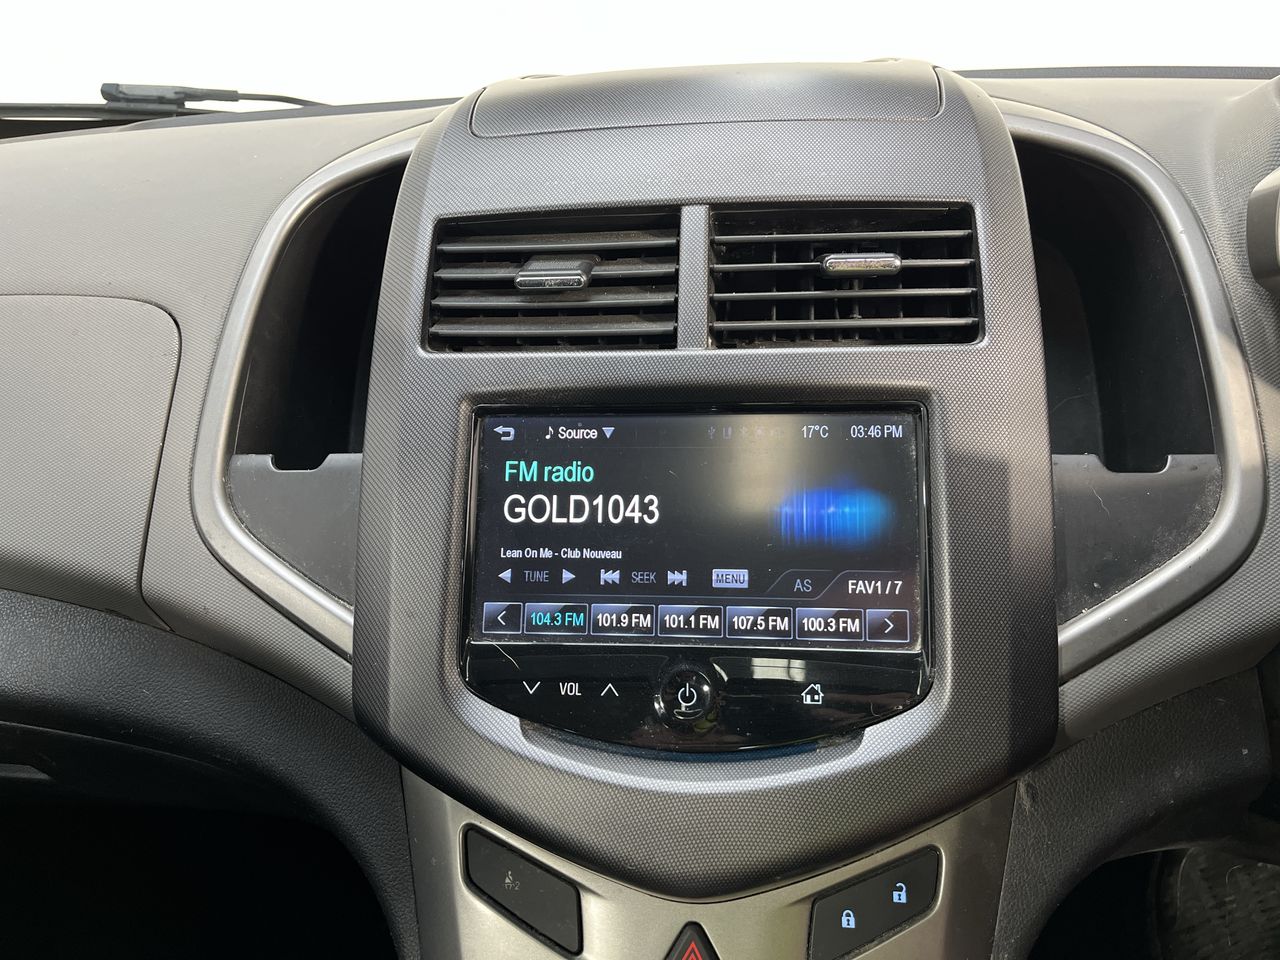 Source 17°C 03:46 PM
FM radio
GOLD1043
Lean On Me - Club Nouveau
TUNE SEEK MENU AS FAV1 / 7
104.3 FM 101.9 FM 101.1 FM 107.5 FM 100.3 FM
VOL